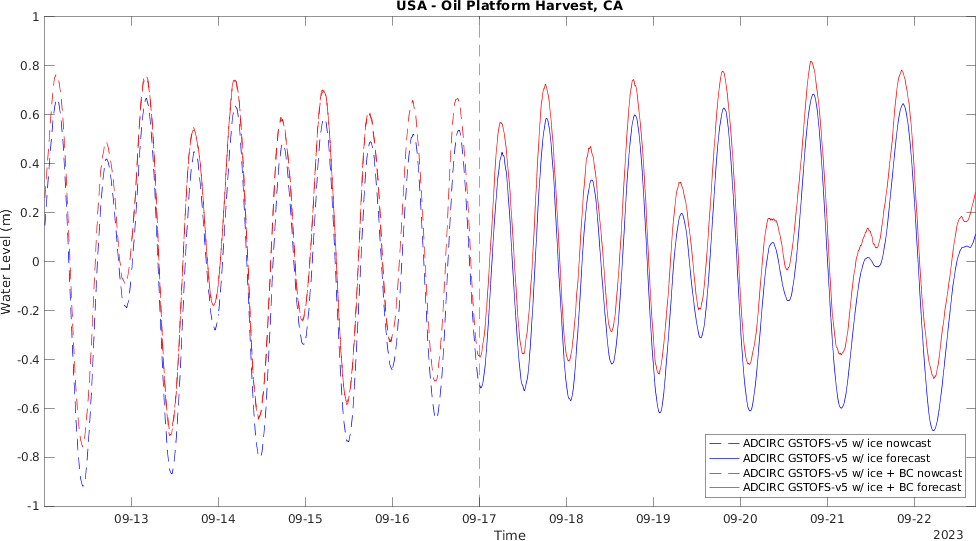 USA - Oil Platform Harvest, CA
1
0.8
0.6
0.4
0.2
0
-0.2
-0.4
-0.6
-0.8
-1
Water Level (m)
09-13 09-14 09-15 09-16 09-17 09-18 09-19 09-20 09-21 09-22
Time
2023
ADCIRC GSTOFS-v5 w/ ice nowcast
ADCIRC GSTOFS-v5 w/ ice forecast
ADCIRC GSTOFS-v5 w/ ice + BC nowcast
ADCIRC GSTOFS-v5 w/ ice + BC forecast